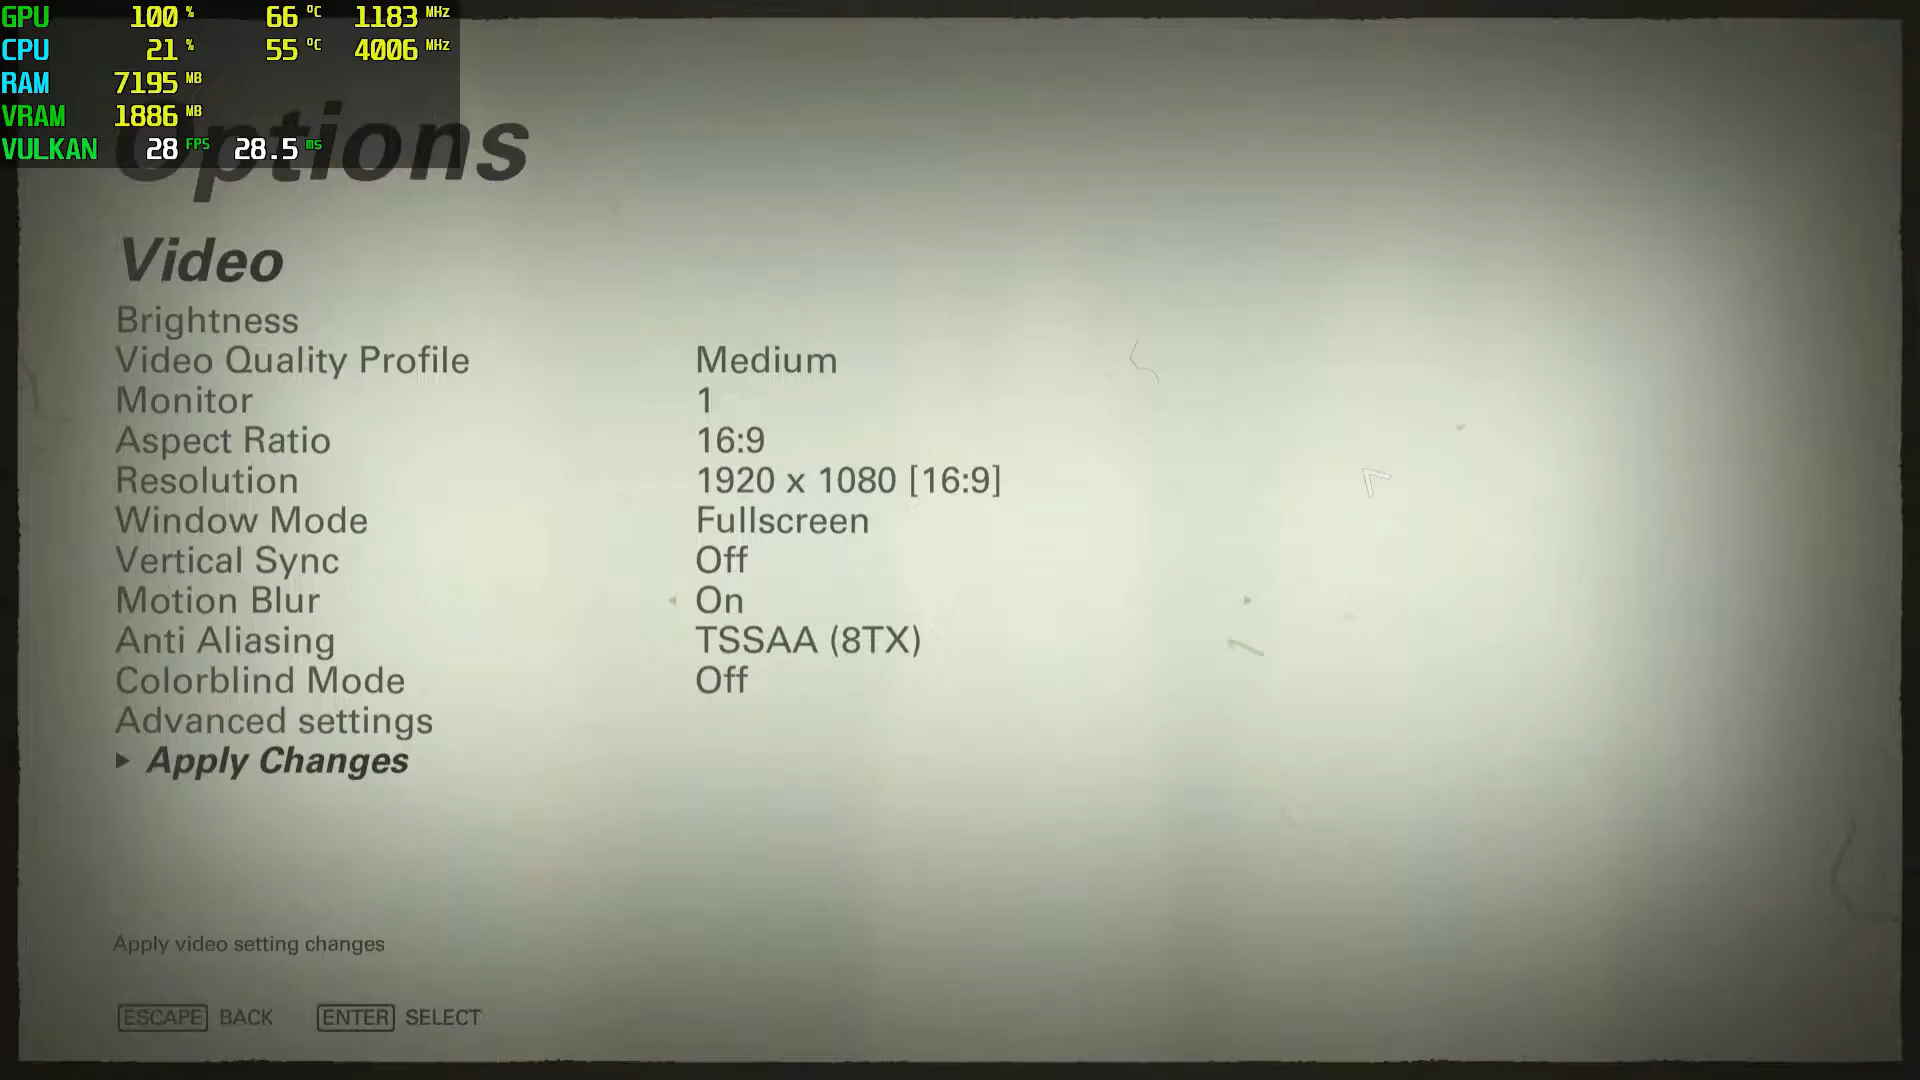 GPU 100 % 66 °C 1183 MHz
CPU 21 % 55 °C 4006 MHz
RAM 7195 MB
VRAM 1886 MB
VULKAN 28 FPS 28.5 ms
Options
Video
Brightness
Video Quality Profile Medium
Monitor 1
Aspect Ratio 16:9
Resolution 1920 x 1080 [16:9]
Window Mode Fullscreen
Vertical Sync Off
Motion Blur On
Anti Aliasing TSSAA (8TX)
Colorblind Mode Off
Advanced settings
Apply Changes
Apply video setting changes
ESCAPE BACK ENTER SELECT